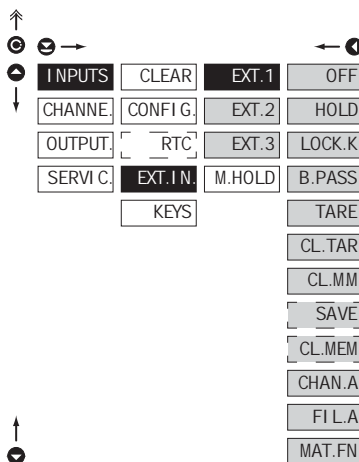 INPUTS CLEAR EXT.1 OFF
CHANNE. CONFIG. EXT.2 HOLD
OUTPUT. RTC EXT.3 LOCK.K
SERVIC. EXT.IN. M.HOLD B.PASS
KEYS TARE
CL.TAR
CL.MM
SAVE
CL.MEM
CHAN.A
FIL.A
MAT.FN